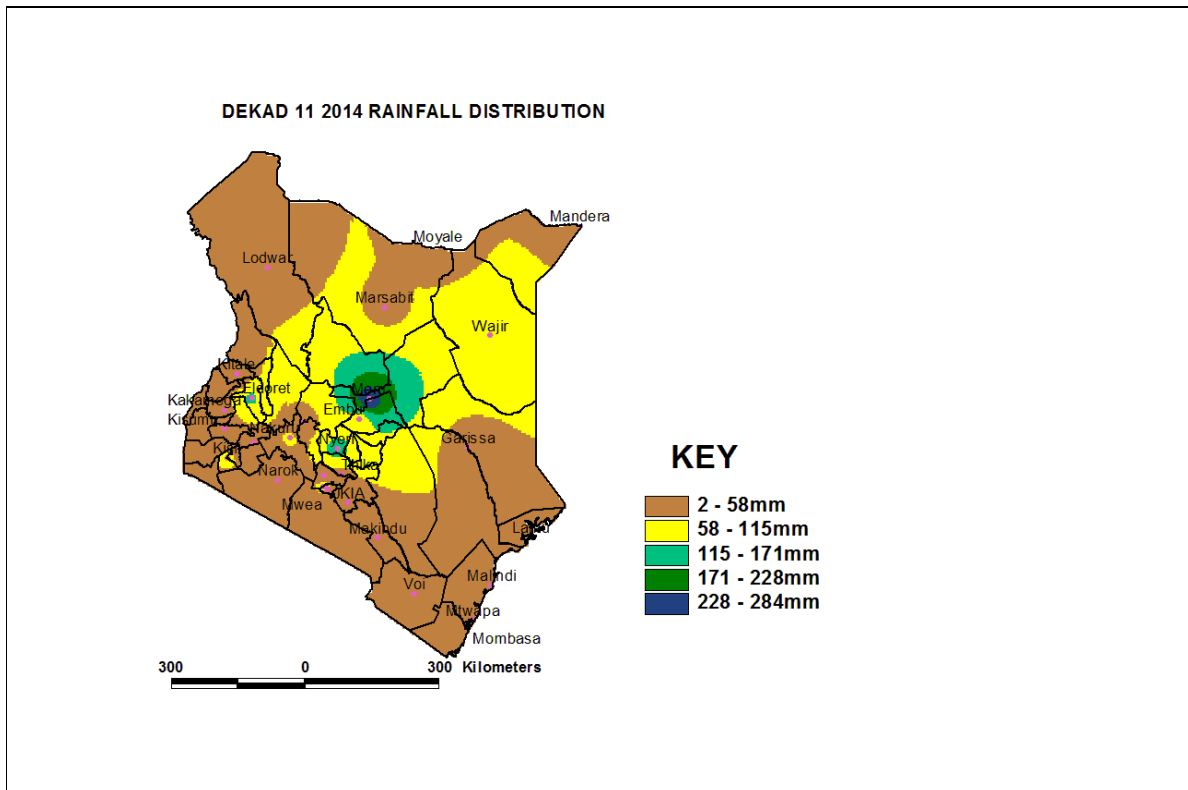 DEKAD 11 2014 RAINFALL DISTRIBUTION
Mandera
Moyale
Lodwar
Marsabit
Wajir
Kitale
Eldoret
Meru
Kakamega
Embu
Kisumu
Nakuru
Nyeri
Garissa
Kisii
Thika
Narok
JKIA
Mwea
Makindu
Lamu
Voi
Malindi
Mtwapa
Mombasa
KEY
2 - 58mm
58 - 115mm
115 - 171mm
171 - 228mm
228 - 284mm
300 0 300 Kilometers